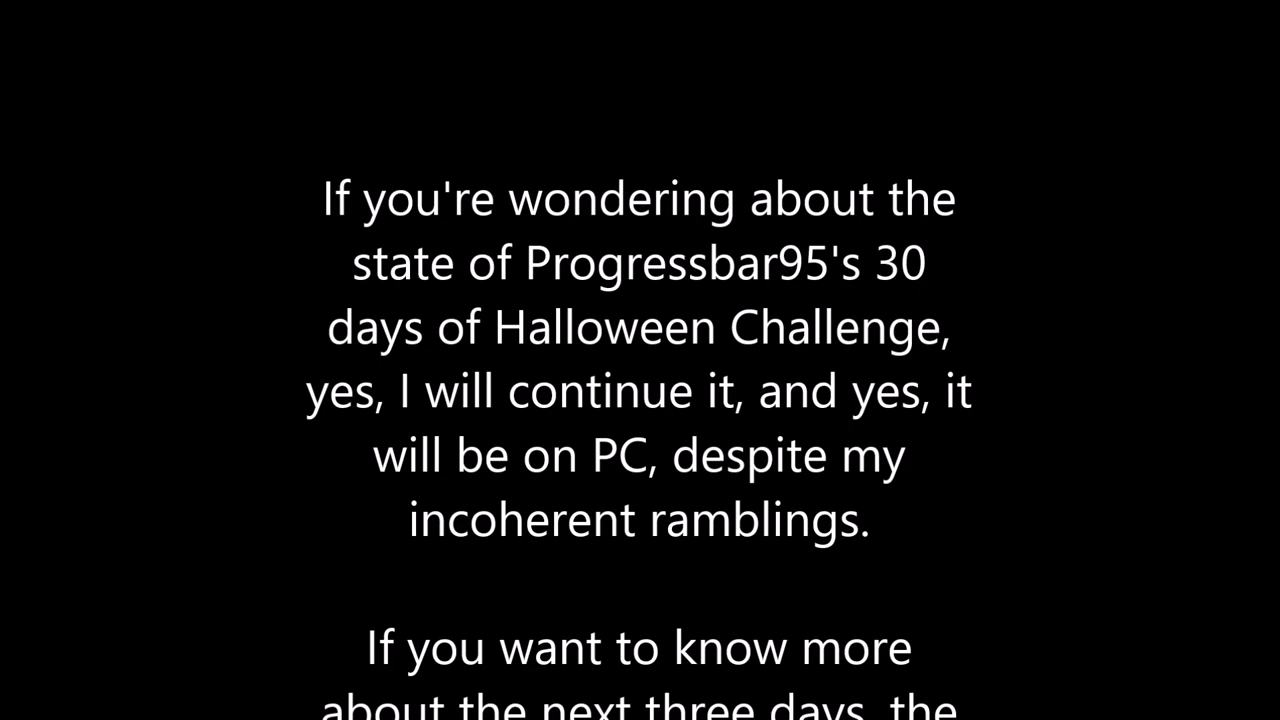 If you're wondering about the
state of Progressbar95's 30
days of Halloween Challenge,
yes, I will continue it, and yes, it
will be on PC, despite my
incoherent ramblings.
If you want to know more
about the next three days, the